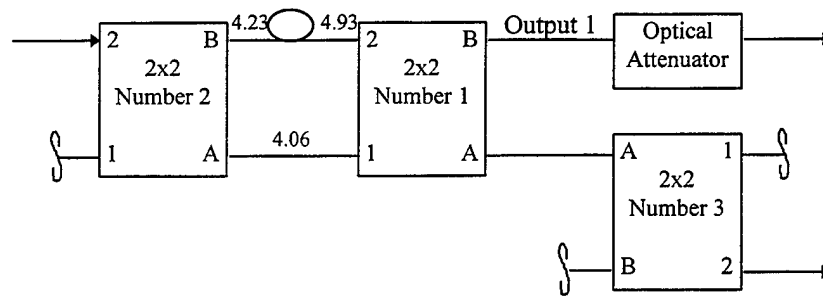 4.23 4.93
2 B 2 B Output 1 Optical
Attenuator
2x2
Number 2
2x2
Number 1
1 A 4.06 1 A A 1
2x2
Number 3
B 2